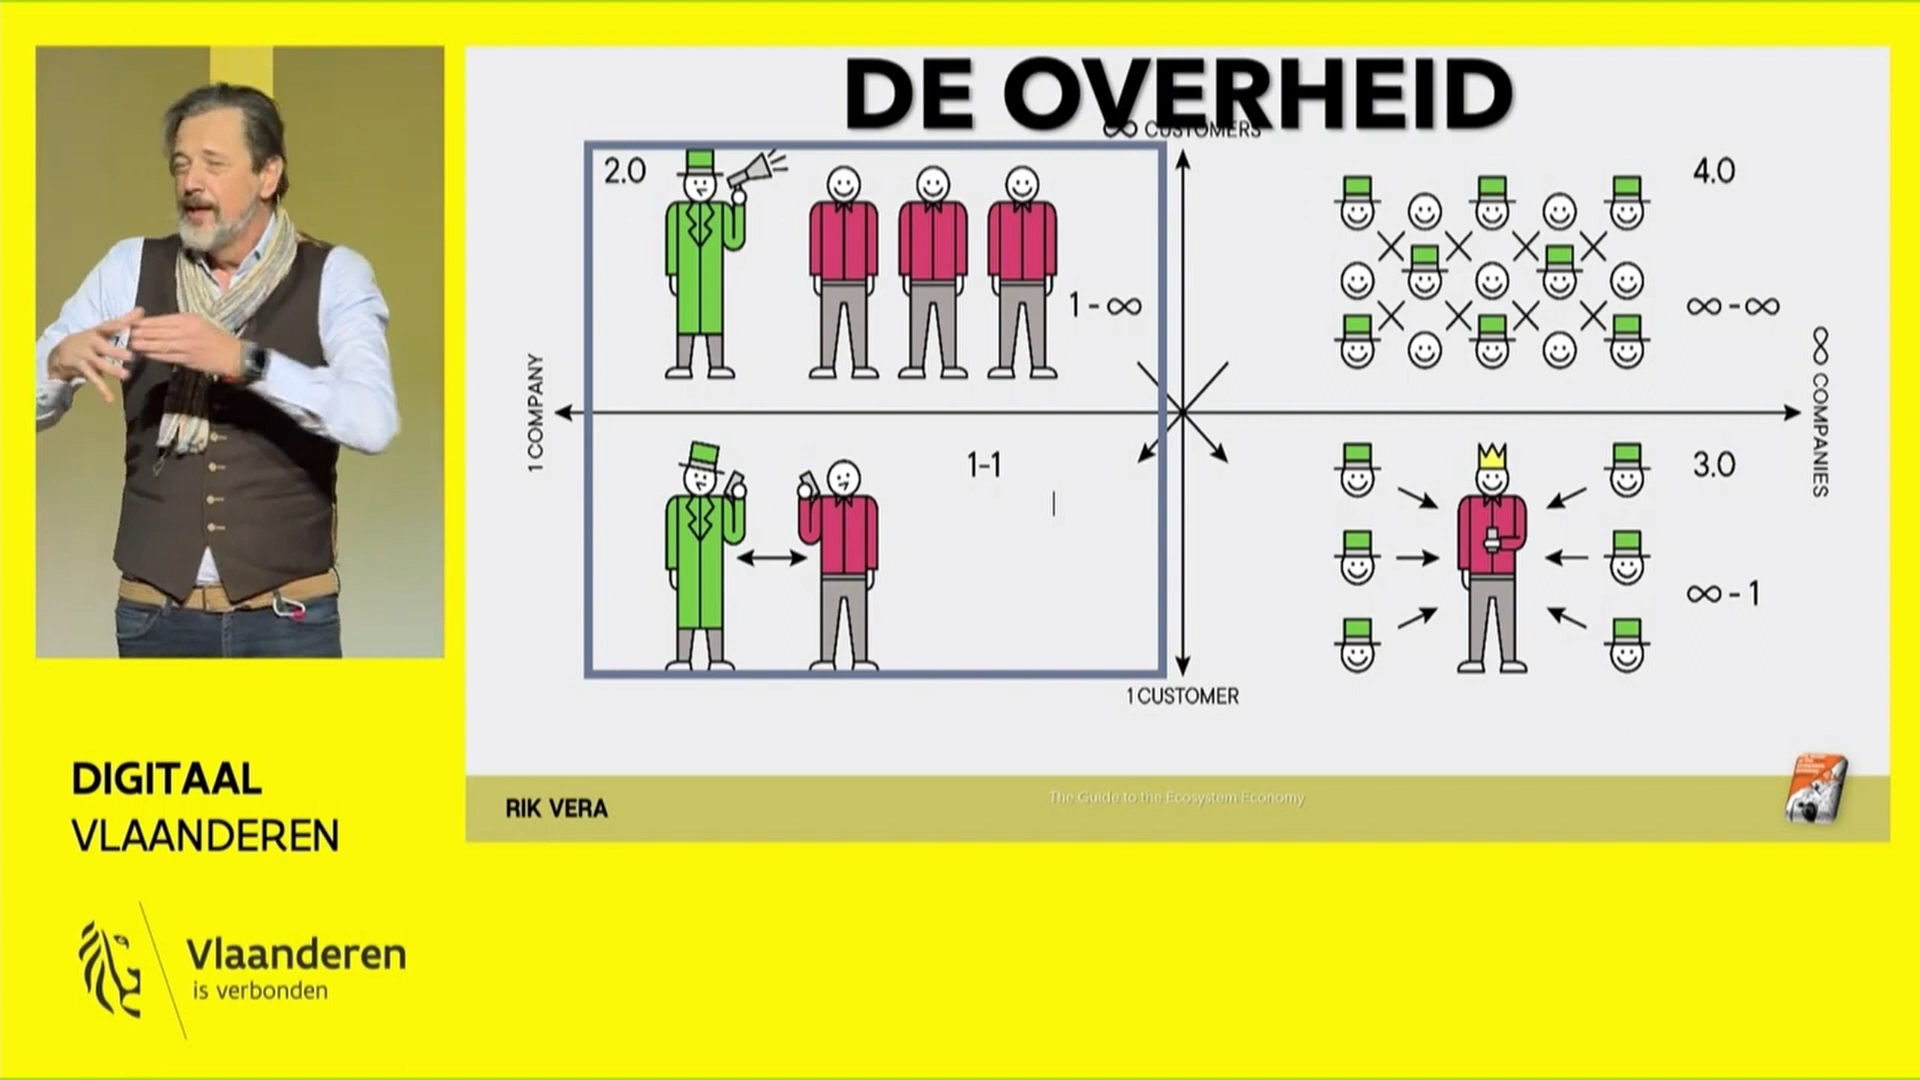 DE OVERHEID
∞ CUSTOMERS
2.0
4.0
1 - ∞
∞ - ∞
1 COMPANY
∞ COMPANIES
1-1
3.0
∞ - 1
1 CUSTOMER
RIK VERA
The Guide to the Ecosystem Economy
DIGITAAL
VLAANDEREN
Vlaanderen
is verbonden